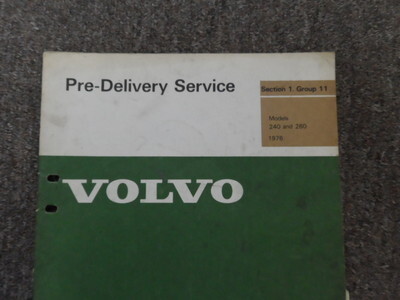 Pre-Delivery Service
Section 1. Group 11
Models
240 and 260
1976
VOLVO